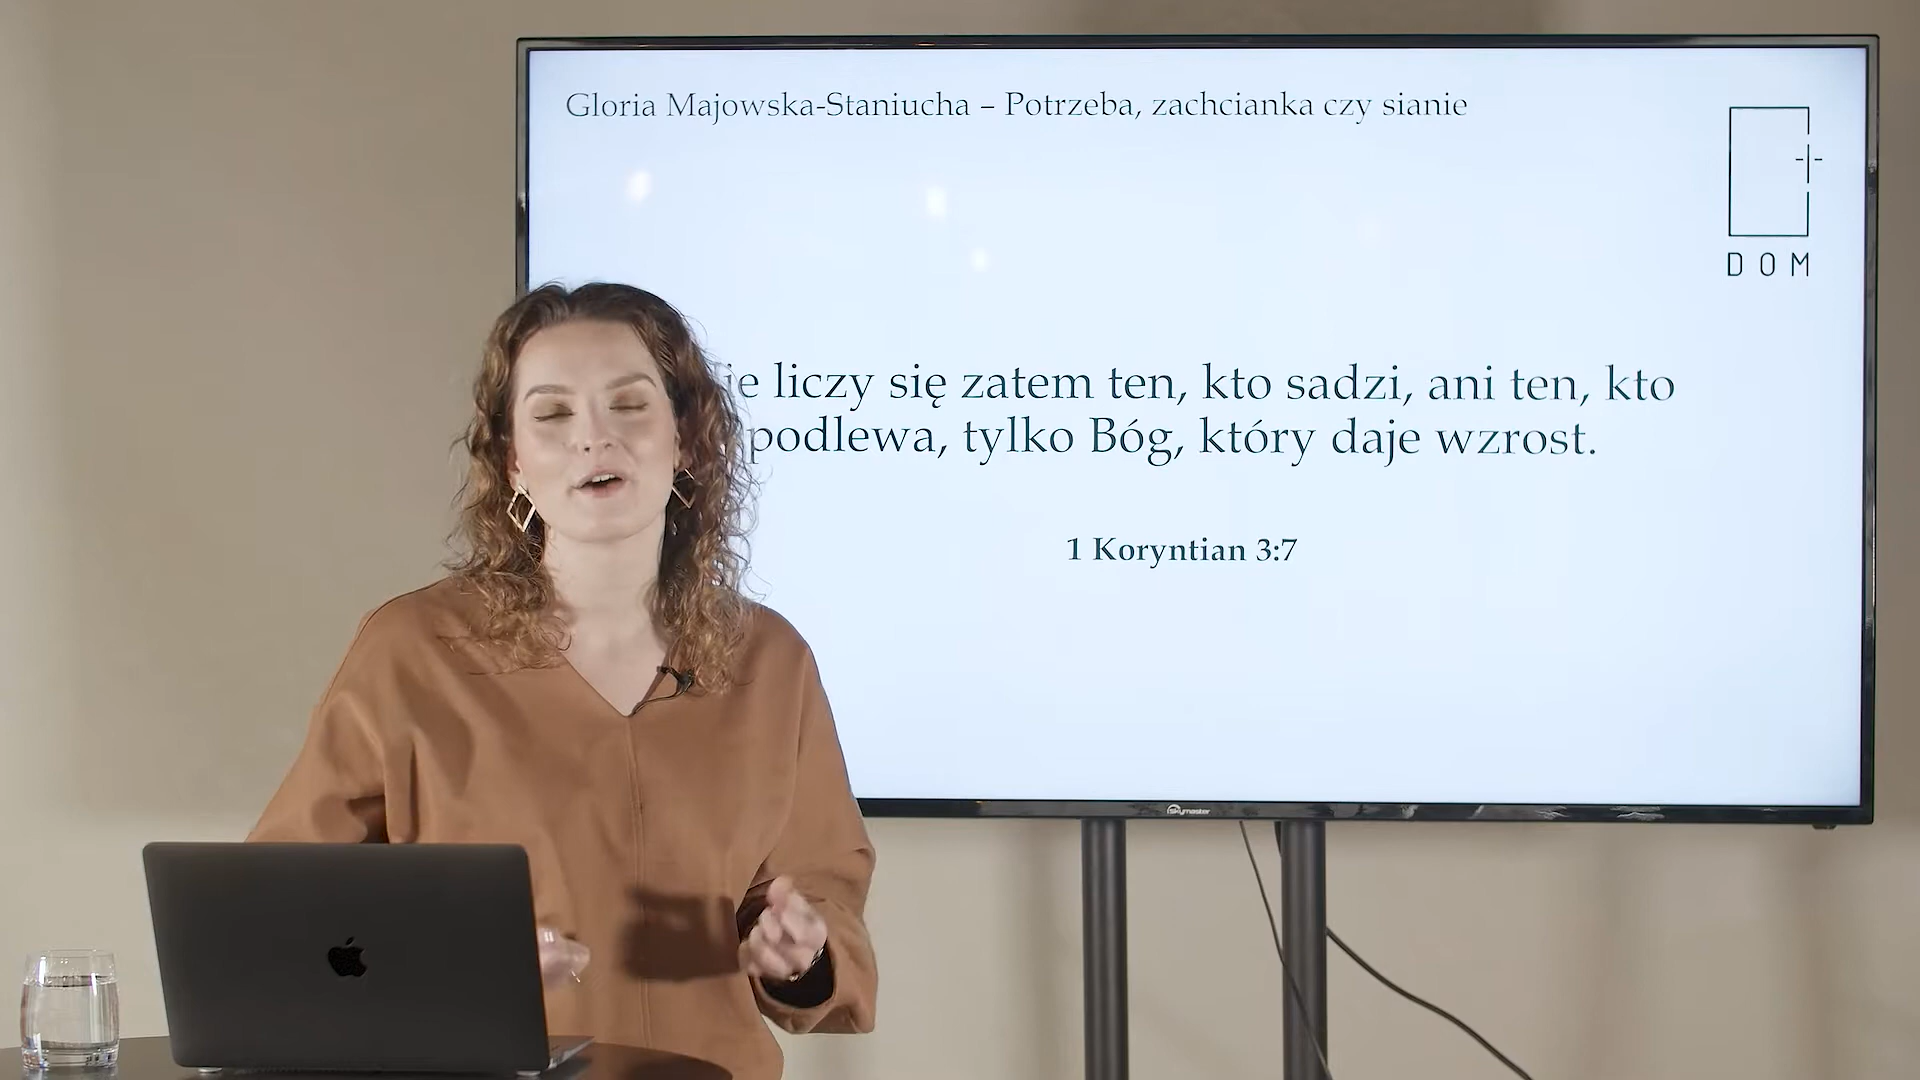 Gloria Majowska-Staniucha – Potrzeba, zachcianka czy sianie
DOM
liczy się zatem ten, kto sadzi, ani ten, kto
podlewa, tylko Bóg, który daje wzrost.
1 Koryntian 3:7
skymaster